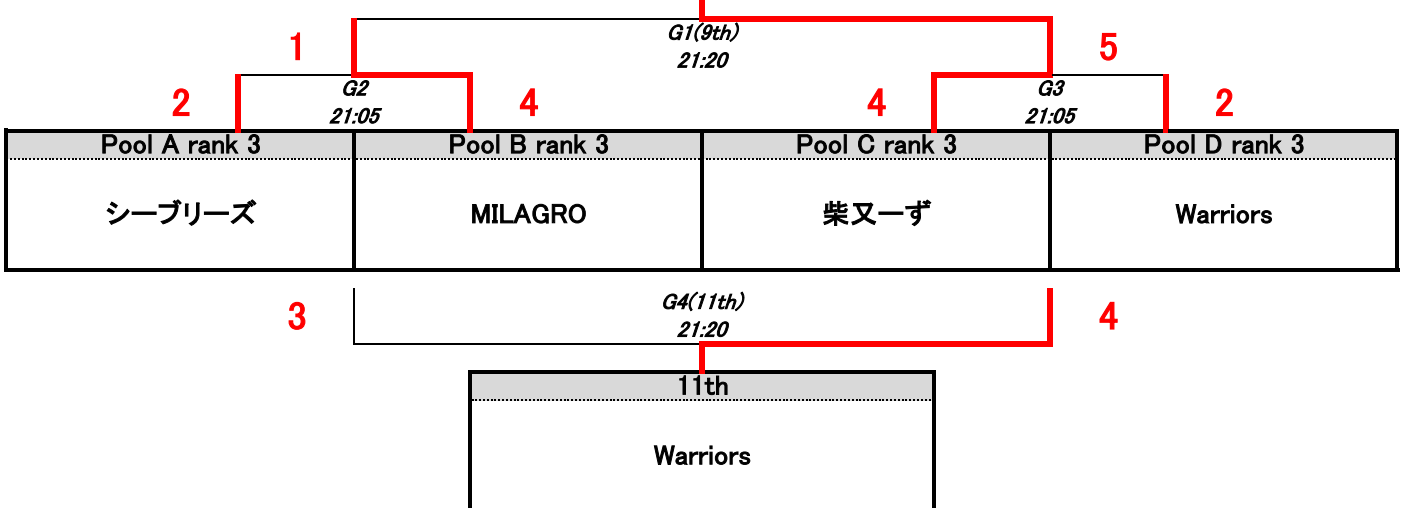 G1(9th)
1 5
21:20
G2 G3
2 4 4 2
21:05 21:05
Pool A rank 3 Pool B rank 3 Pool C rank 3 Pool D rank 3
シーブリーズ MILAGRO 柴又一ず Warriors
G4(11th)
3 4
21:20
11th
Warriors